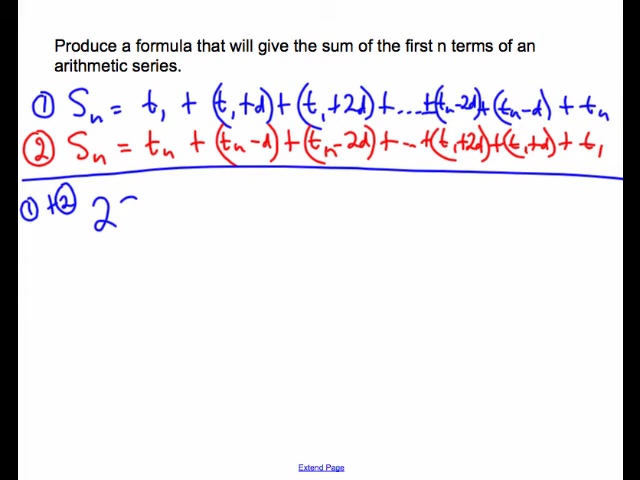 Produce a formula that will give the sum of the first n terms of an
arithmetic series.
① Sₙ = t₁ + (t₁+d) + (t₁+2d) + .... + (tₙ-2d) + (tₙ-d) + tₙ
② Sₙ = tₙ + (tₙ-d) + (tₙ-2d) + ... + (t₁+2d) + (t₁+d) + t₁
① + ② 2
Extend Page